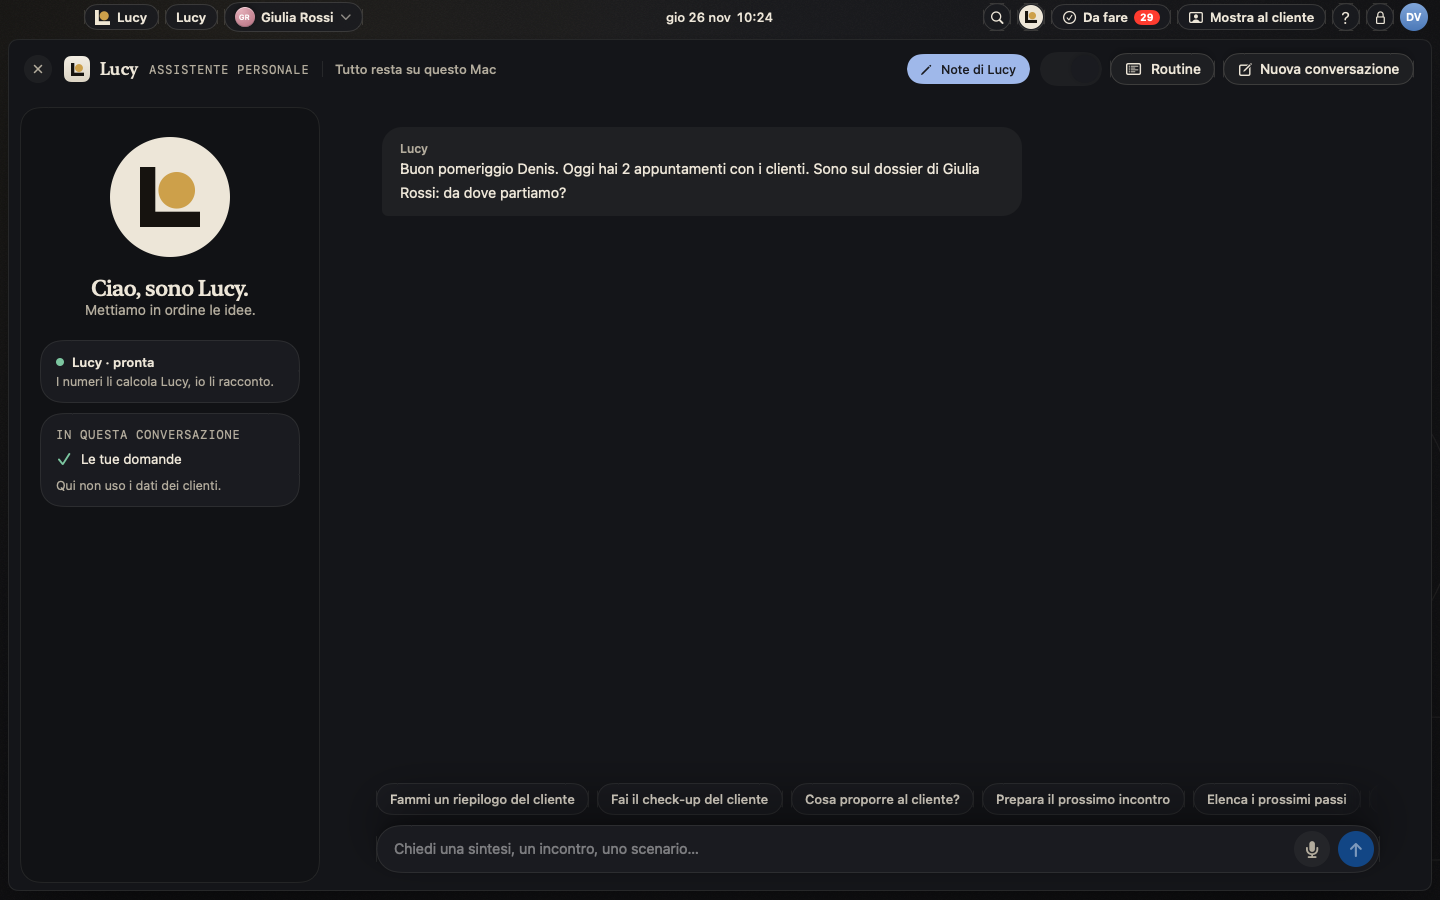 Lucy
Lucy
GR Giulia Rossi
gio 26 nov 10:24
Da fare 29
Mostra al cliente
?
DV
Lucy ASSISTENTE PERSONALE
Tutto resta su questo Mac
Note di Lucy
Routine
Nuova conversazione
Ciao, sono Lucy.
Mettiamo in ordine le idee.
Lucy · pronta
I numeri li calcola Lucy, io li racconto.
IN QUESTA CONVERSAZIONE
Le tue domande
Qui non uso i dati dei clienti.
Lucy
Buon pomeriggio Denis. Oggi hai 2 appuntamenti con i clienti. Sono sul dossier di Giulia
Rossi: da dove partiamo?
Fammi un riepilogo del cliente
Fai il check-up del cliente
Cosa proporre al cliente?
Prepara il prossimo incontro
Elenca i prossimi passi
Chiedi una sintesi, un incontro, uno scenario...